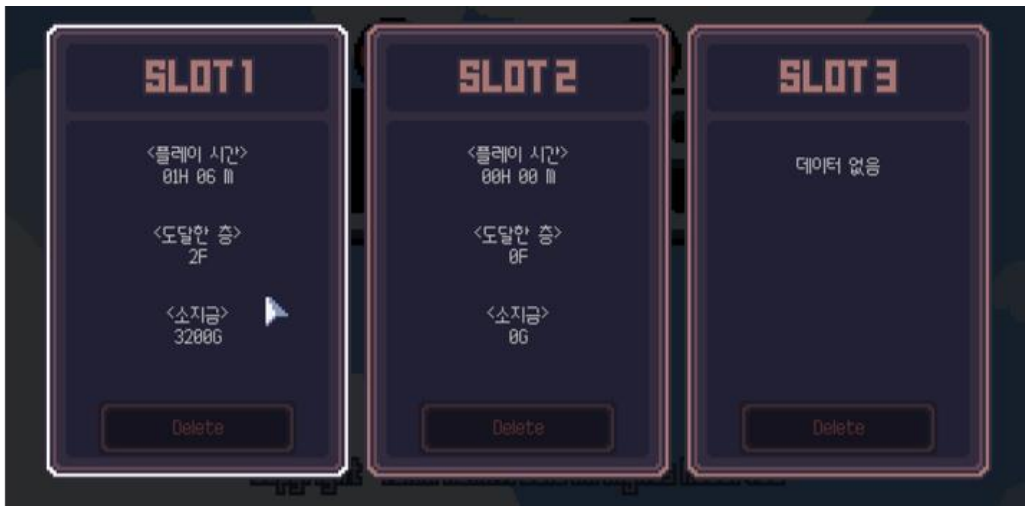 SLOT 1
<플레이 시간>
01H 06 M
<도달한 층>
2F
<소지금>
3200G
Delete
SLOT 2
<플레이 시간>
00H 00 M
<도달한 층>
0F
<소지금>
0G
Delete
SLOT 3
데이터 없음
Delete